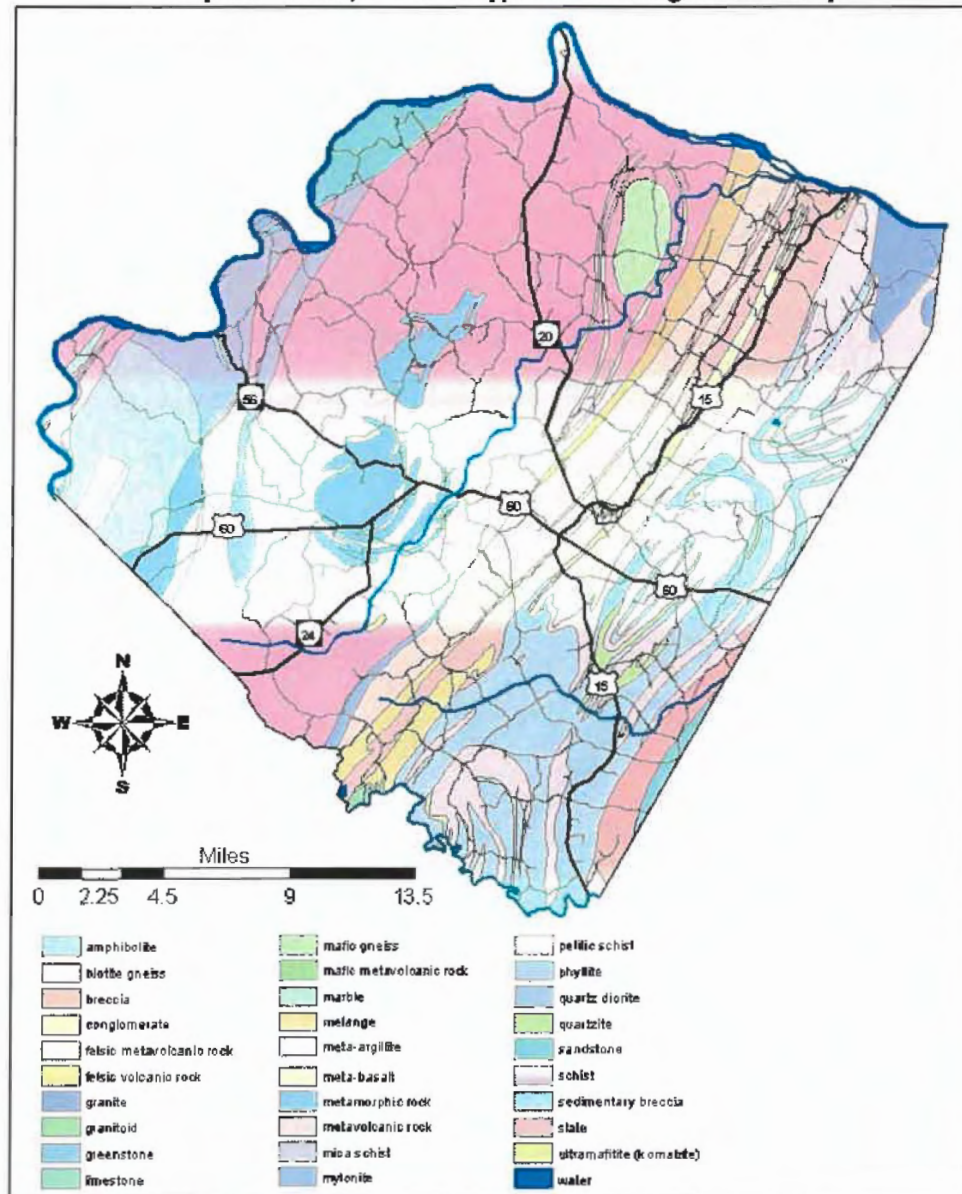 20
56
15
60
60
60
24
15
N
W E
S
Miles
0 2.25 4.5 9 13.5
amphibolite
biotite gneiss
breccia
conglomerate
felsic metavolcanic rock
felsic volcanic rock
granite
granitoid
greenstone
limestone
mafic gneiss
mafic metavolcanic rock
marble
melange
meta-argillite
meta-basalt
metamorphic rock
metavolcanic rock
mica schist
mylonite
pelitic schist
phyllite
quartz diorite
quartzite
sandstone
schist
sedimentary breccia
slate
ultramafitite (komatiite)
water